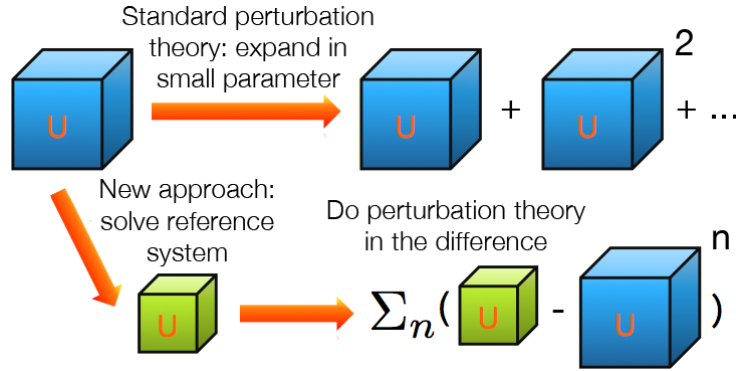 Standard perturbation
theory: expand in
small parameter
U
U + U 2 + ...
New approach:
solve reference
system
U
Do perturbation theory
in the difference
Σn(U - U)n